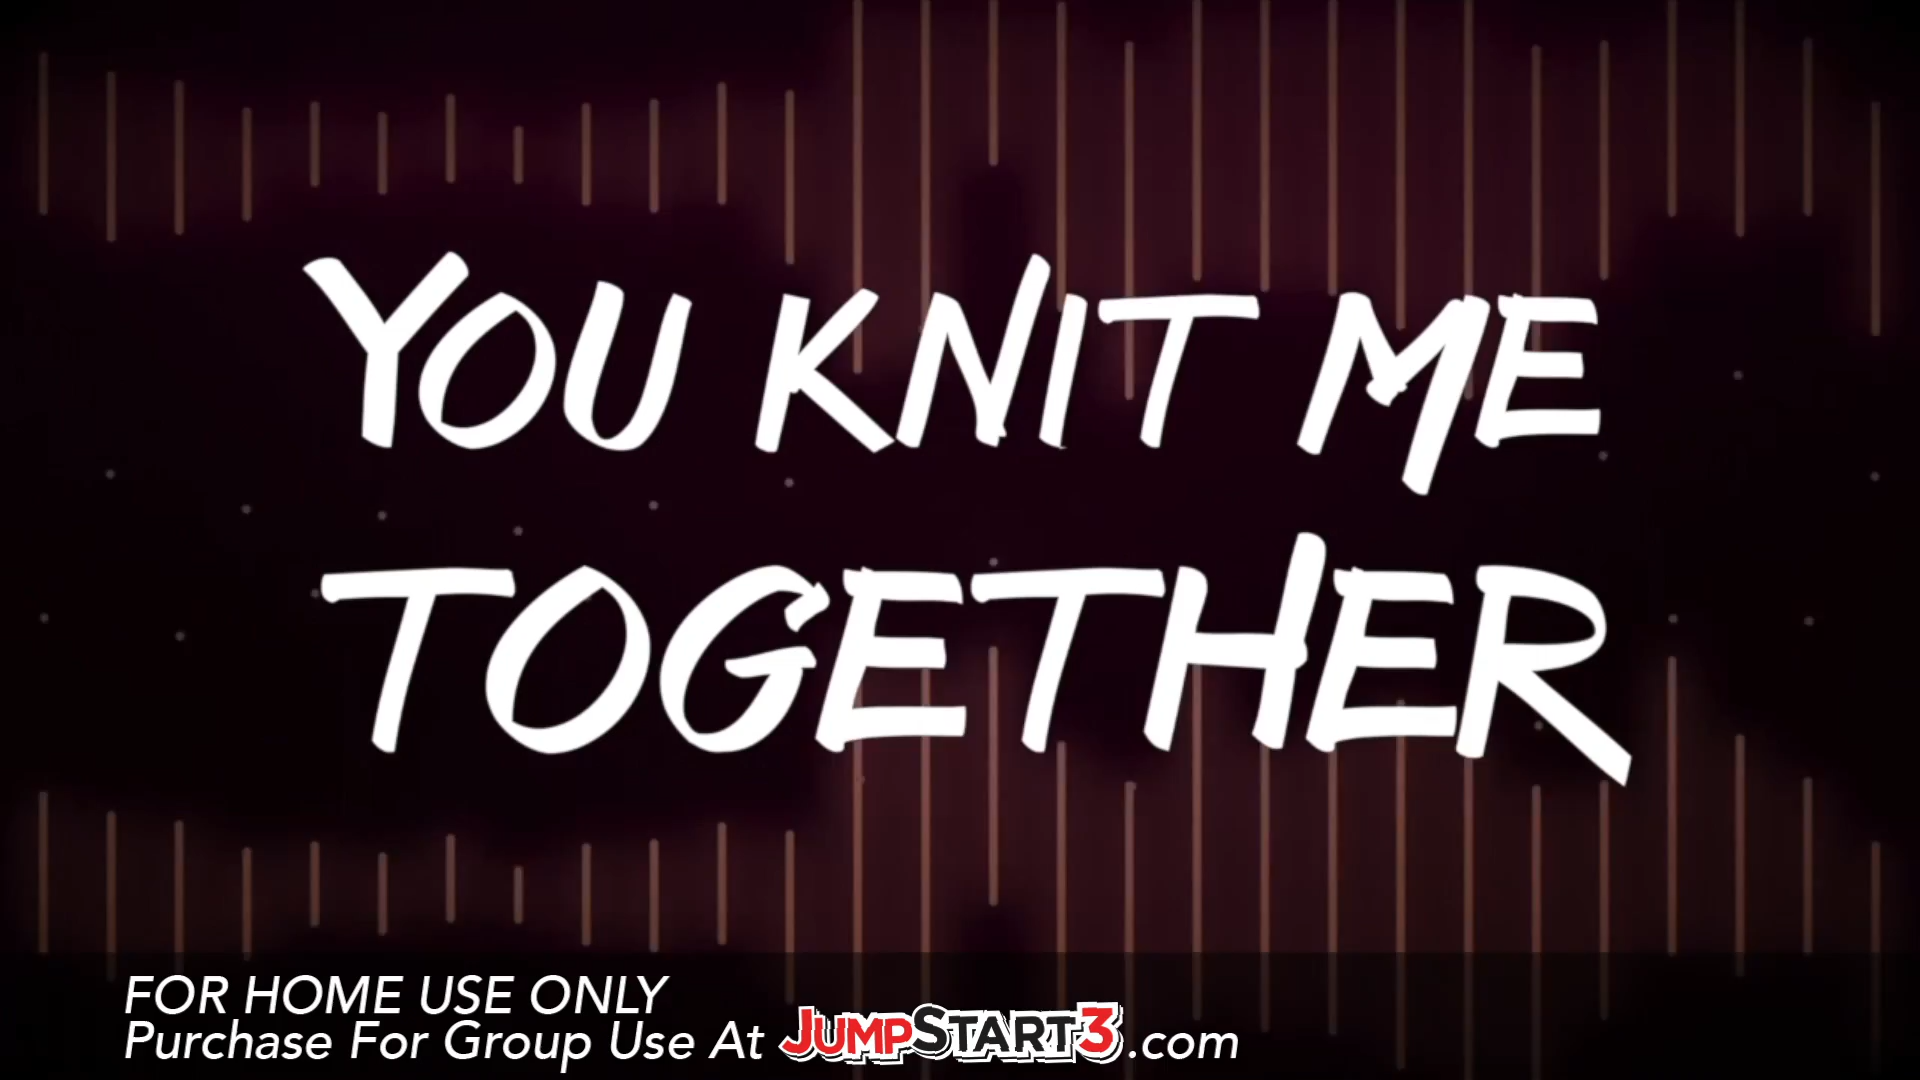 YOU KNIT ME
TOGETHER
FOR HOME USE ONLY
Purchase For Group Use At JUMPSTART3.com